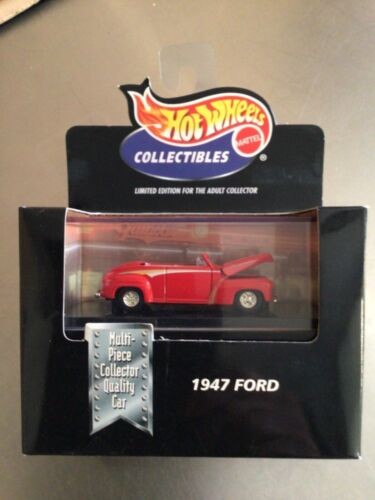 Hot Wheels
MATTEL
COLLECTIBLES
®
LIMITED EDITION FOR THE ADULT COLLECTOR
Multi-
Piece
Collector
Quality
Car
1947 FORD